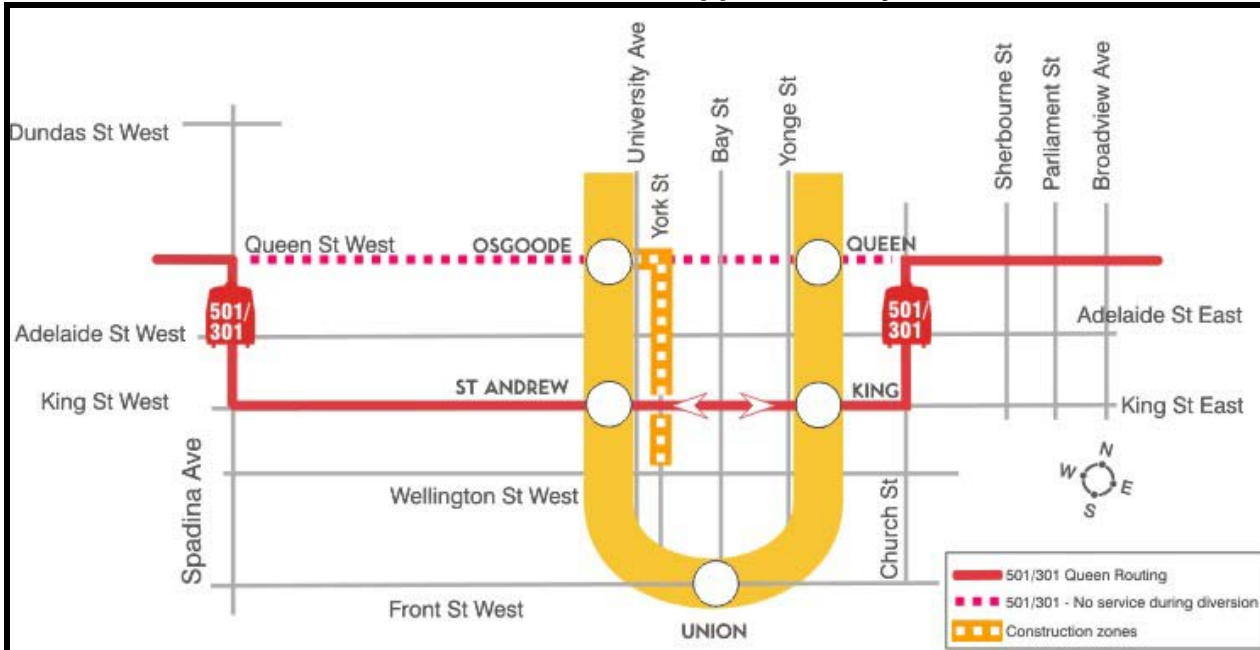 University Ave
York St
Bay St
Yonge St
Sherbourne St
Parliament St
Broadview Ave
Dundas St West
Queen St West
OSGOODE
QUEEN
501/
301
501/
301
Adelaide St West
Adelaide St East
ST ANDREW
KING
King St West
King St East
Spadina Ave
Wellington St West
Church St
N
W
E
S
Front St West
UNION
501/301 Queen Routing
501/301 - No service during diversion
Construction zones